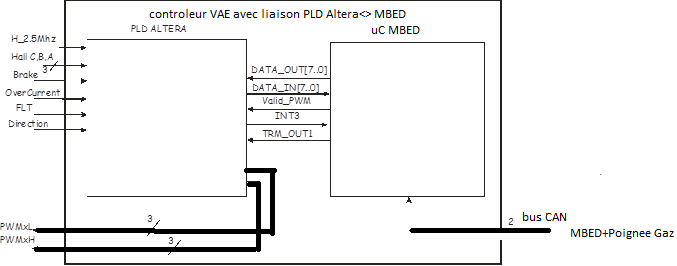 controleur VAE avec liaison PLD Altera<> MBED
PLD ALTERA
uC MBED
H_2.5Mhz
Hall C,B,A
3
Brake
OverCurrent
FLT
Direction
DATA_OUT[7..0]
DATA_IN[7..0]
Valid_PWM
INT3
TRM_OUT1
PWMxL
3
PWMxH
3
2
bus CAN
MBED+Poignee Gaz